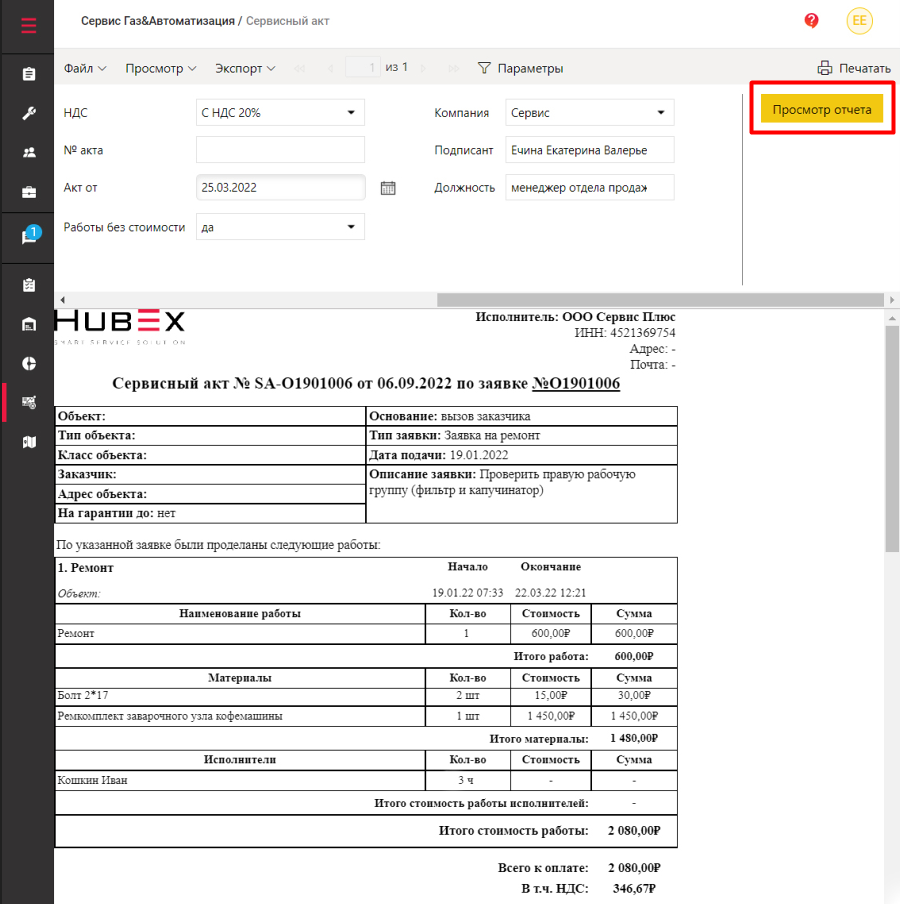 Сервис Газ&Автоматизация / Сервисный акт
?
EE
Файл Просмотр Экспорт 1 из 1 Параметры Печатать
НДС С НДС 20% Компания Сервис Просмотр отчета
№ акта Подписант Ечина Екатерина Валерье
Акт от 25.03.2022 Должность менеджер отдела продаж
Работы без стоимости да
1
HUBEX
SMART SERVICE SOLUTION
Исполнитель: ООО Сервис Плюс
ИНН: 4521369754
Адрес: -
Почта: -
Сервисный акт № SA-O1901006 от 06.09.2022 по заявке №O1901006
Объект: Основание: вызов заказчика
Тип объекта: Тип заявки: Заявка на ремонт
Класс объекта: Дата подачи: 19.01.2022
Заказчик: Описание заявки: Проверить правую рабочую
Адрес объекта: группу (фильтр и капучинатор)
На гарантии до: нет
По указанной заявке были проделаны следующие работы:
1. Ремонт Начало Окончание
Объект: 19.01.22 07:33 22.03.22 12:21
Наименование работы Кол-во Стоимость Сумма
Ремонт 1 600,00₽ 600,00₽
Итого работа: 600,00₽
Материалы Кол-во Стоимость Сумма
Болт 2*17 2 шт 15,00₽ 30,00₽
Ремкомплект заварочного узла кофемашины 1 шт 1 450,00₽ 1 450,00₽
Итого материалы: 1 480,00₽
Исполнители Кол-во Стоимость Сумма
Кошкин Иван 3 ч - -
Итого стоимость работы исполнителей: -
Итого стоимость работы: 2 080,00₽
Всего к оплате: 2 080,00₽
В т.ч. НДС: 346,67₽